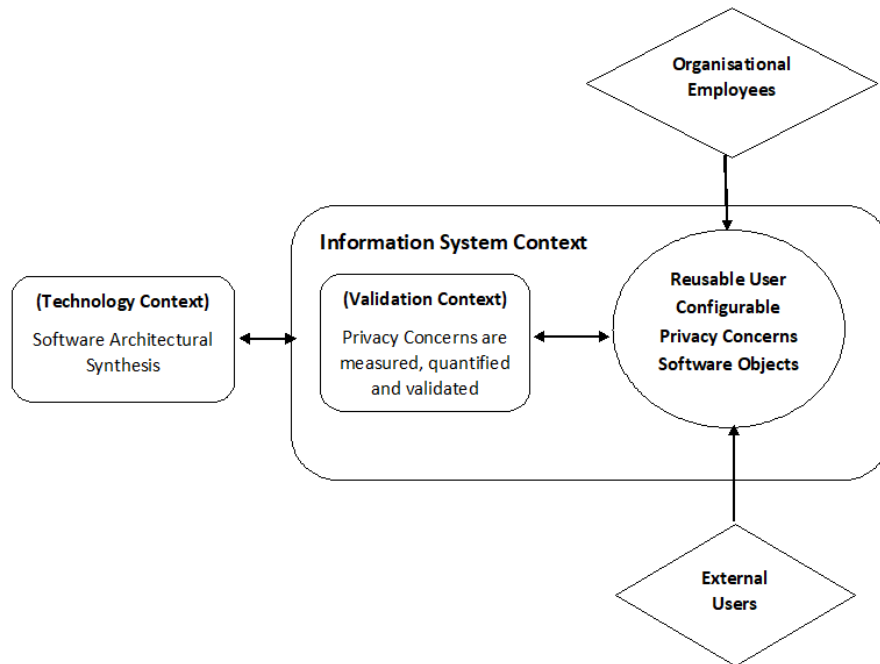 Organisational
Employees
Information System Context
(Technology Context)
Software Architectural
Synthesis
(Validation Context)
Privacy Concerns are
measured, quantified
and validated
Reusable User
Configurable
Privacy Concerns
Software Objects
External
Users